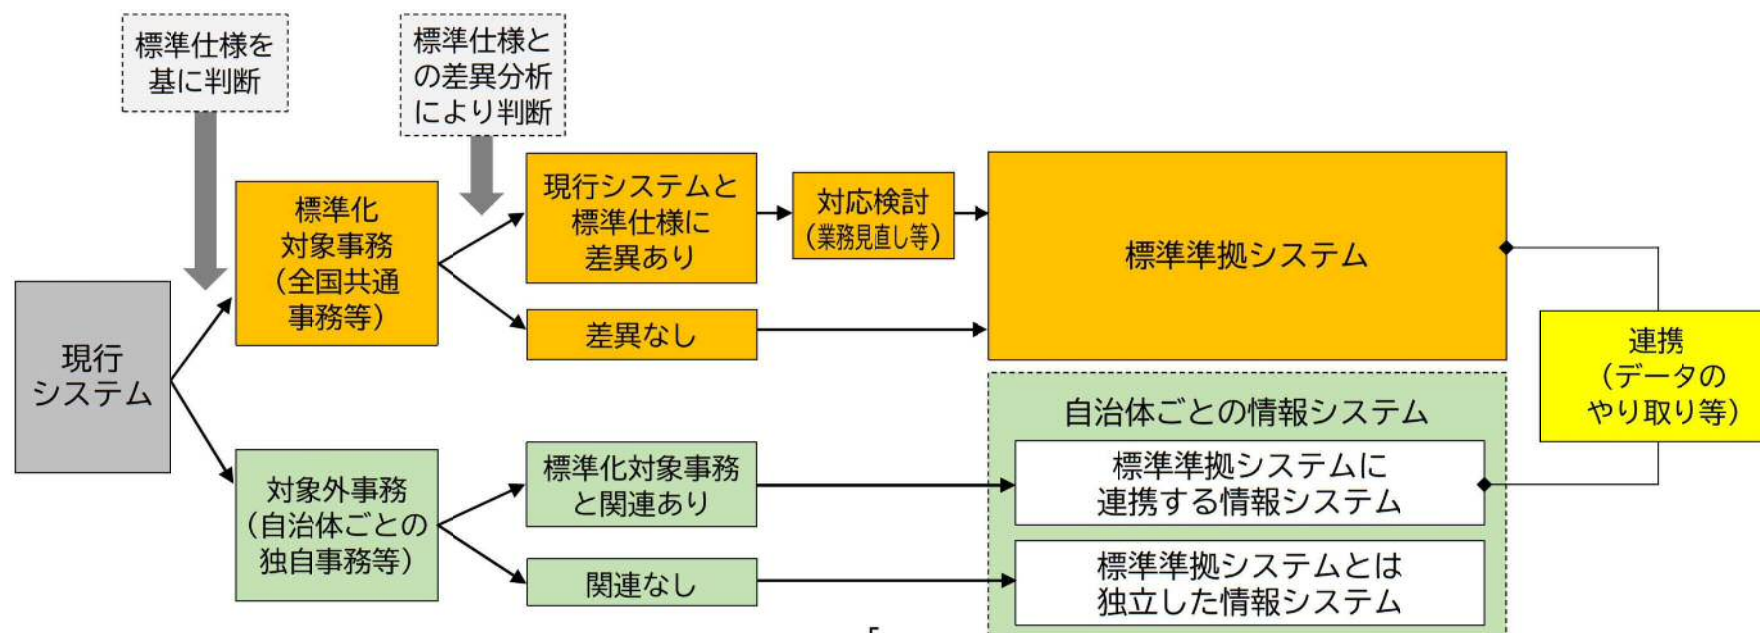 標準仕様を
基に判断
標準仕様と
の差異分析
により判断
現行
システム
標準化
対象事務
(全国共通
事務等)
現行システムと
標準仕様に
差異あり
対応検討
(業務見直し等)
差異なし
標準準拠システム
連携
(データの
やり取り等)
対象外事務
(自治体ごとの
独自事務等)
標準化対象事務
と関連あり
関連なし
自治体ごとの情報システム
標準準拠システムに
連携する情報システム
標準準拠システムとは
独立した情報システム